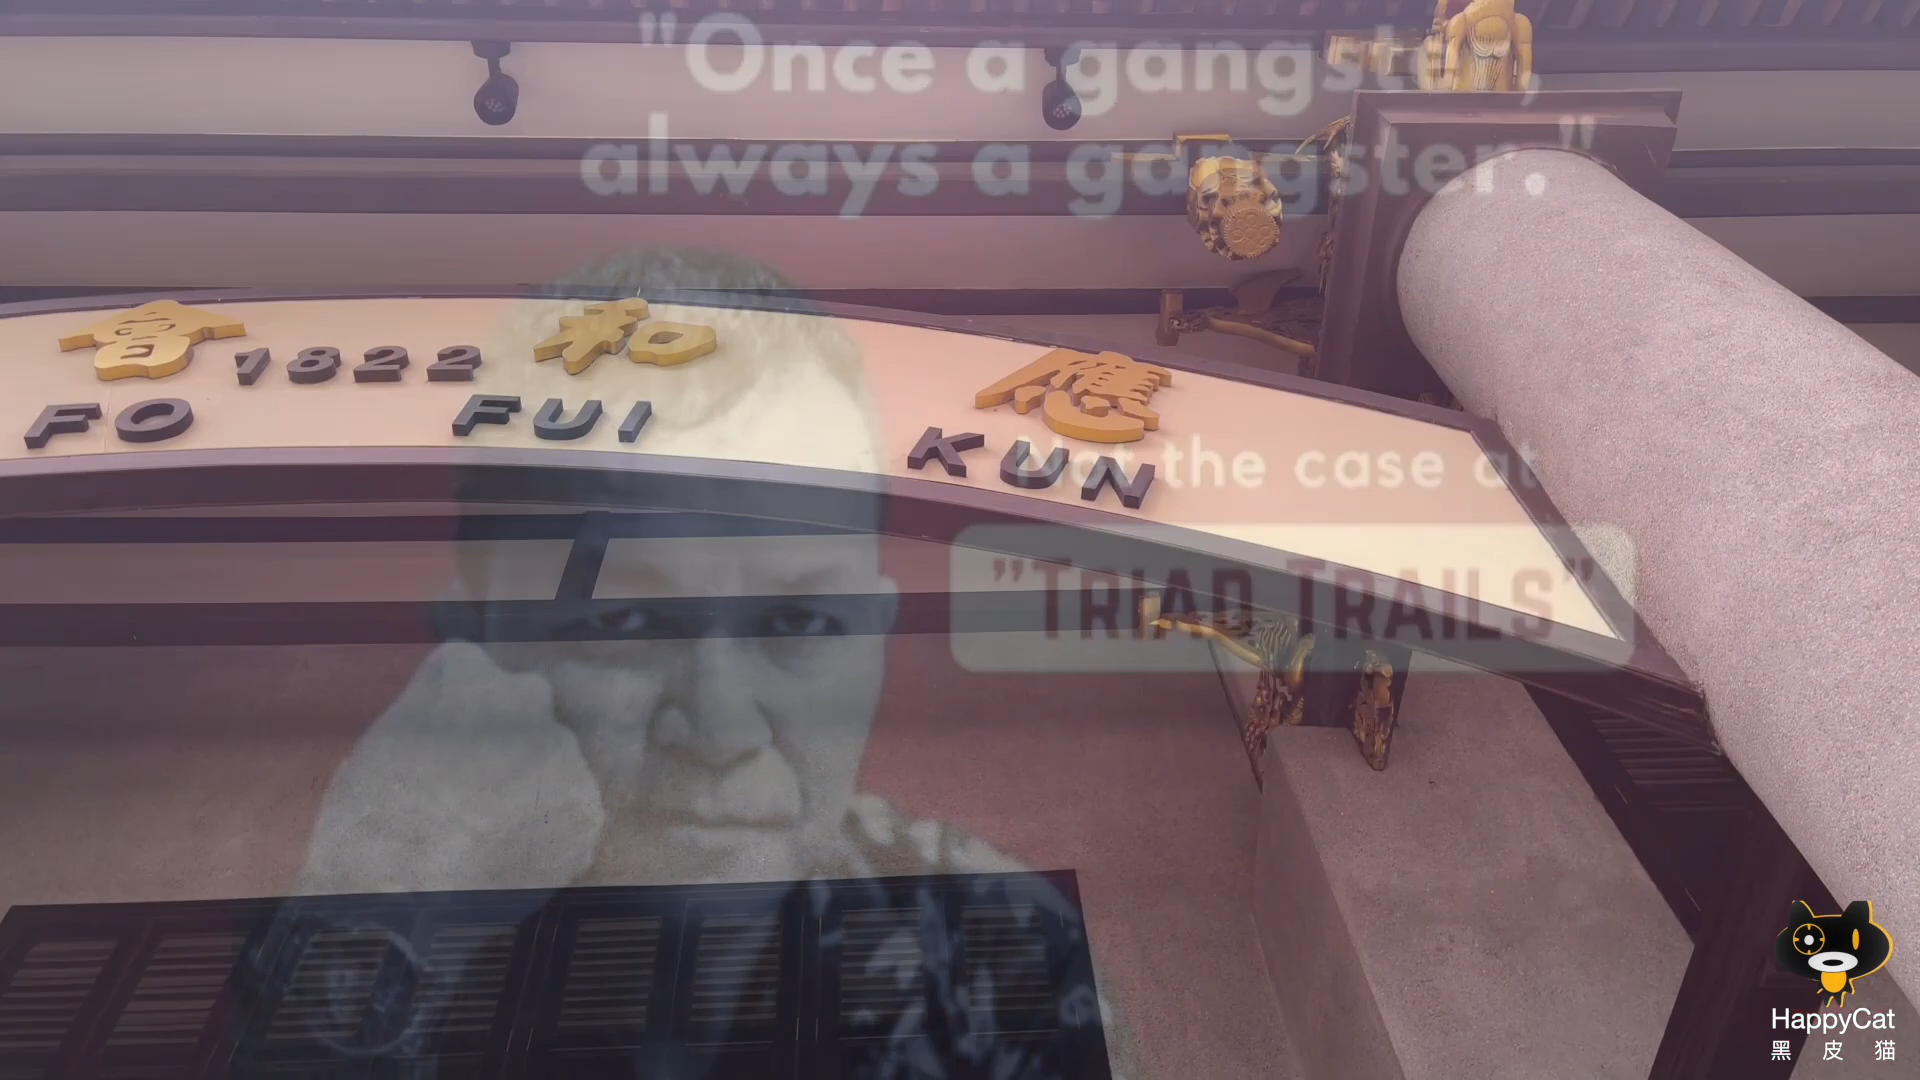 "Once a gangster,
always a gangster."
會 和 應
1822
FO FUI KUN
Not the case at
"TRIAD TRAILS"
HappyCat
黑皮猫